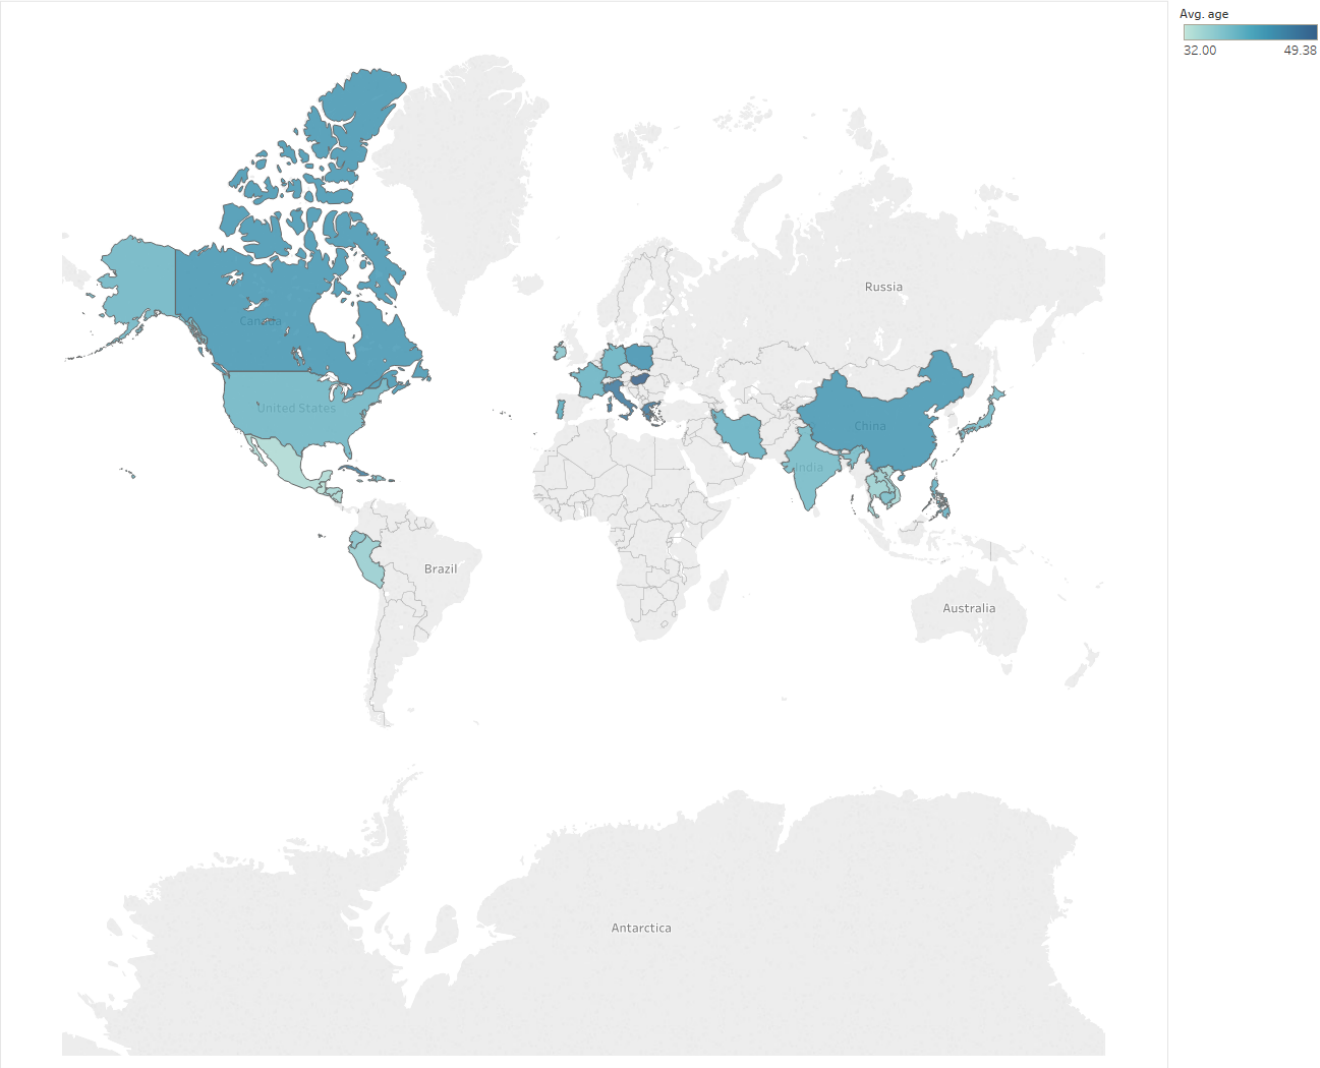 Avg. age
32.00 49.38
Russia
Canada
United States
China
India
Brazil
Australia
Antarctica